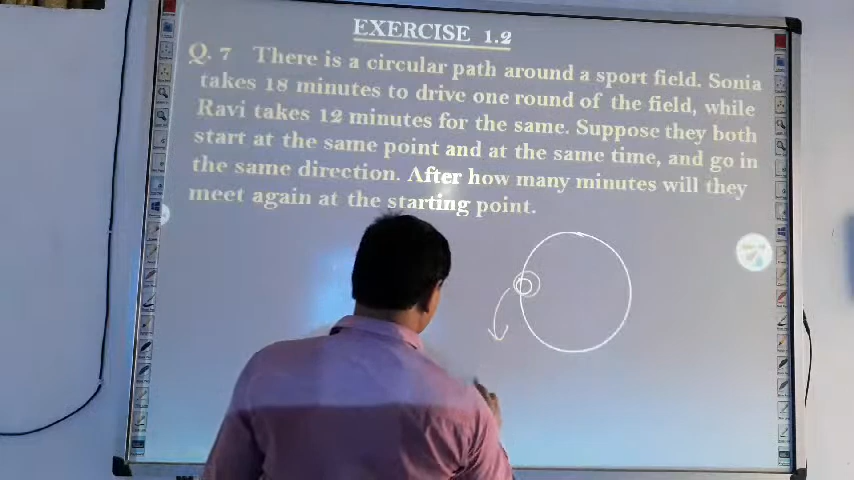 EXERCISE 1.2
Q. 7 There is a circular path around a sport field. Sonia
takes 18 minutes to drive one round of the field, while
Ravi takes 12 minutes for the same. Suppose they both
start at the same point and at the same time, and go in
the same direction. After how many minutes will they
meet again at the starting point.